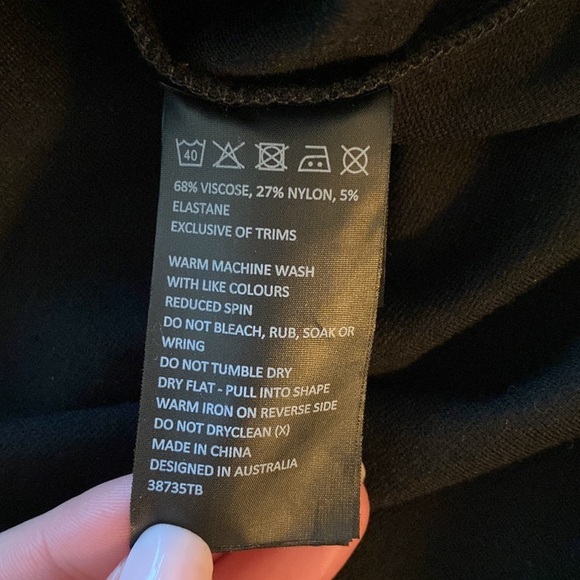 40
68% VISCOSE, 27% NYLON, 5%
ELASTANE
EXCLUSIVE OF TRIMS
WARM MACHINE WASH
WITH LIKE COLOURS
REDUCED SPIN
DO NOT BLEACH, RUB, SOAK OR
WRING
DO NOT TUMBLE DRY
DRY FLAT - PULL INTO SHAPE
WARM IRON ON REVERSE SIDE
DO NOT DRYCLEAN (X)
MADE IN CHINA
DESIGNED IN AUSTRALIA
38735TB